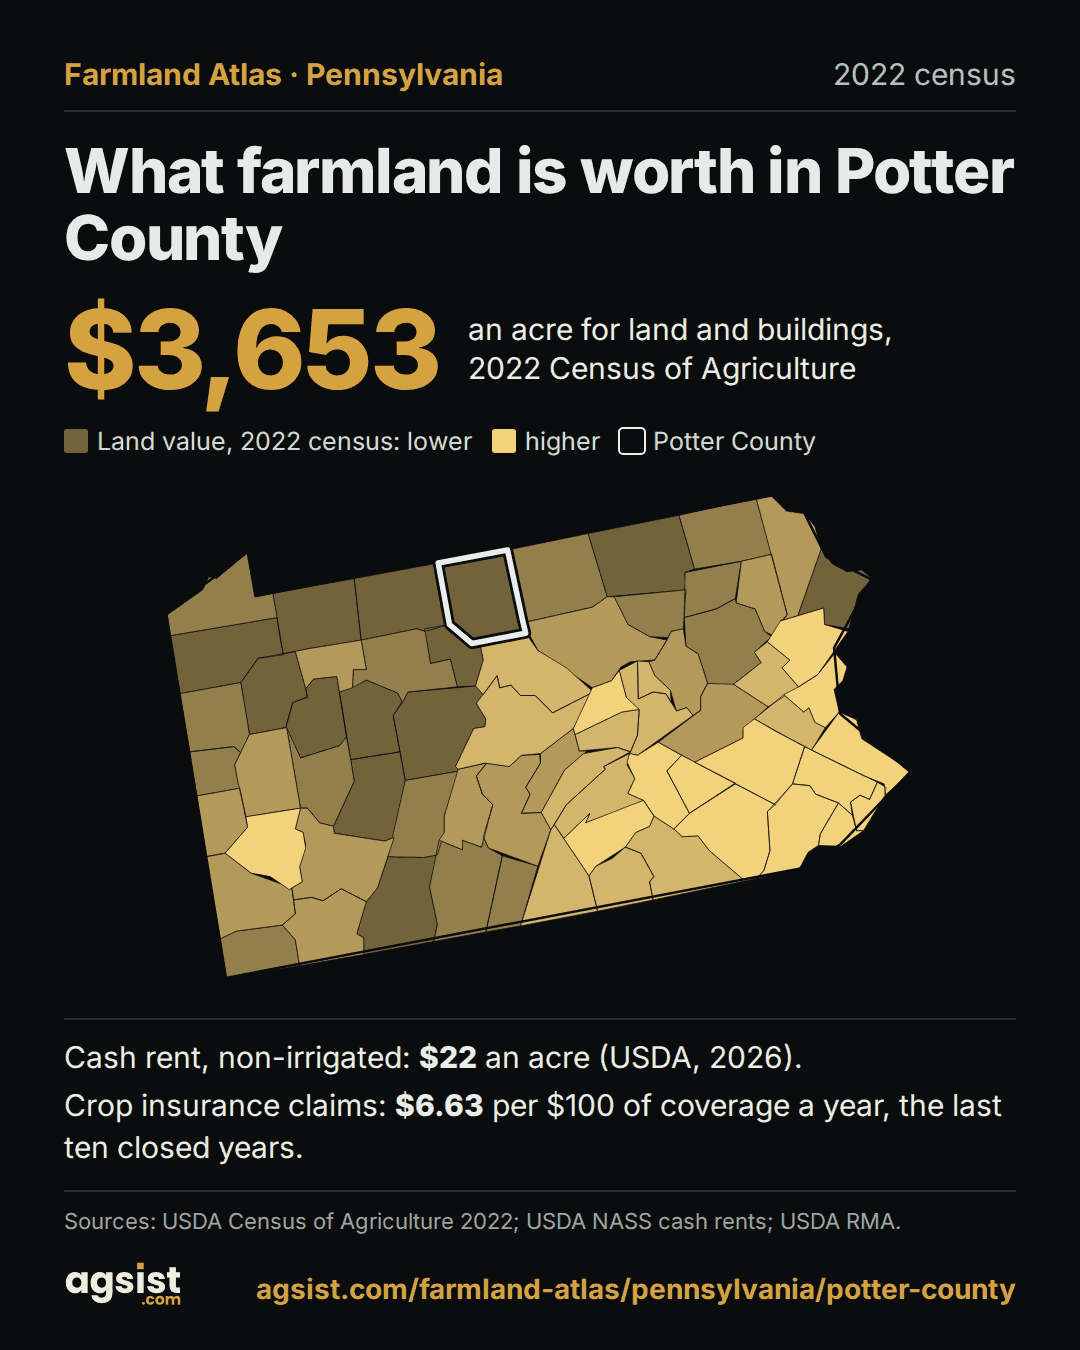 Farmland Atlas · Pennsylvania
2022 census
What farmland is worth in Potter
County
$3,653
an acre for land and buildings,
2022 Census of Agriculture
Land value, 2022 census: lower
higher
Potter County
Cash rent, non-irrigated: $22 an acre (USDA, 2026).
Crop insurance claims: $6.63 per $100 of coverage a year, the last
ten closed years.
Sources: USDA Census of Agriculture 2022; USDA NASS cash rents; USDA RMA.
agsist
.com
agsist.com/farmland-atlas/pennsylvania/potter-county